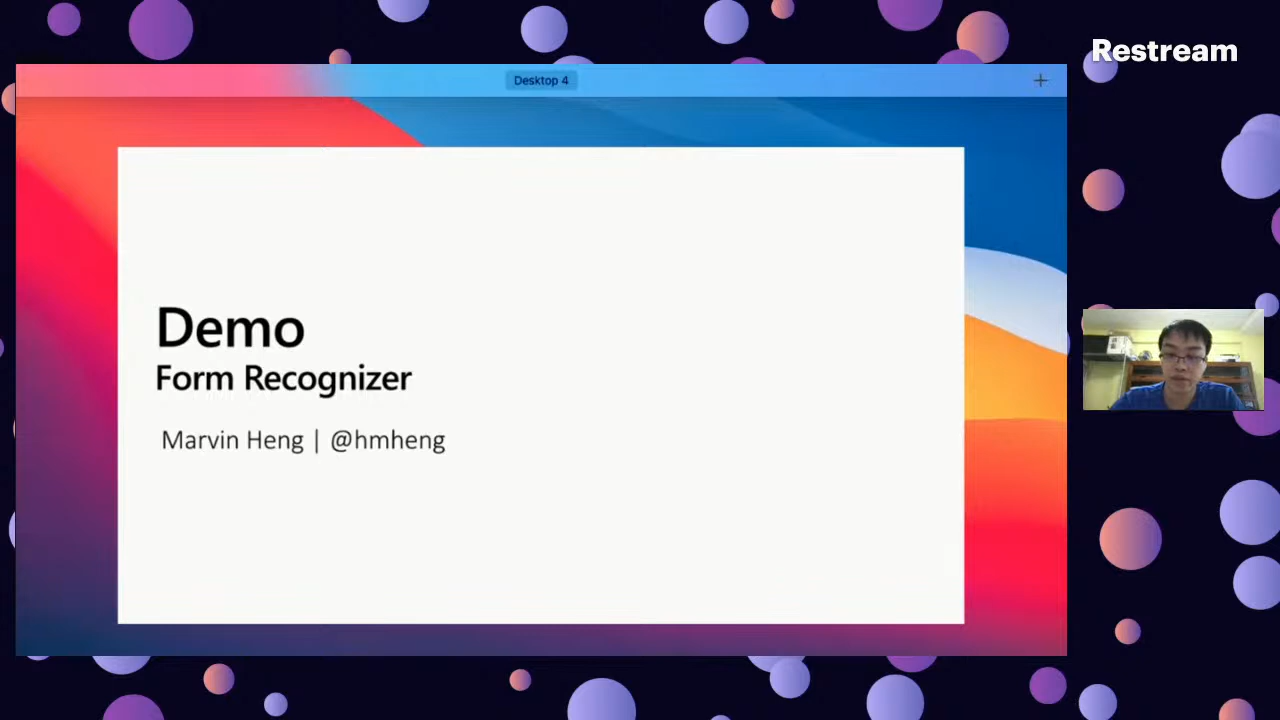 Restream
Desktop 4
Demo
Form Recognizer
Marvin Heng | @hmheng